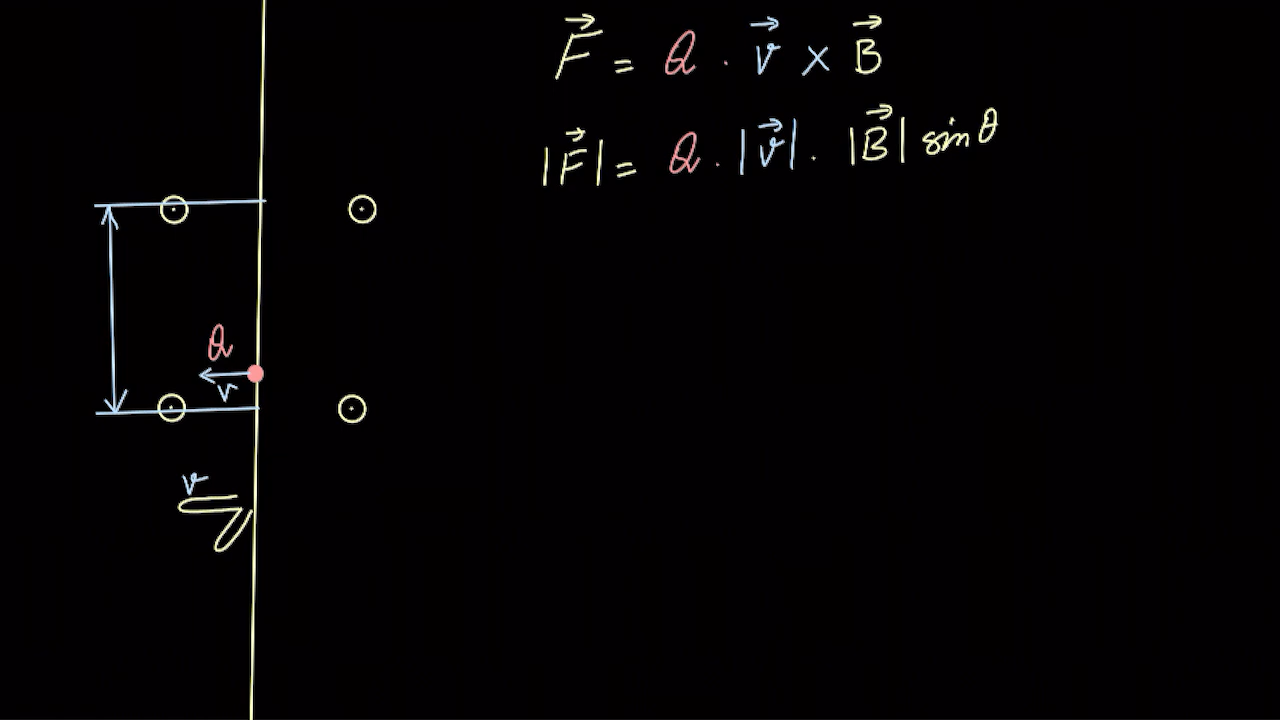 F⃗ = Q · v⃗ × B⃗
|F⃗| = Q · |v⃗| · |B⃗| sin θ
Q
v
v